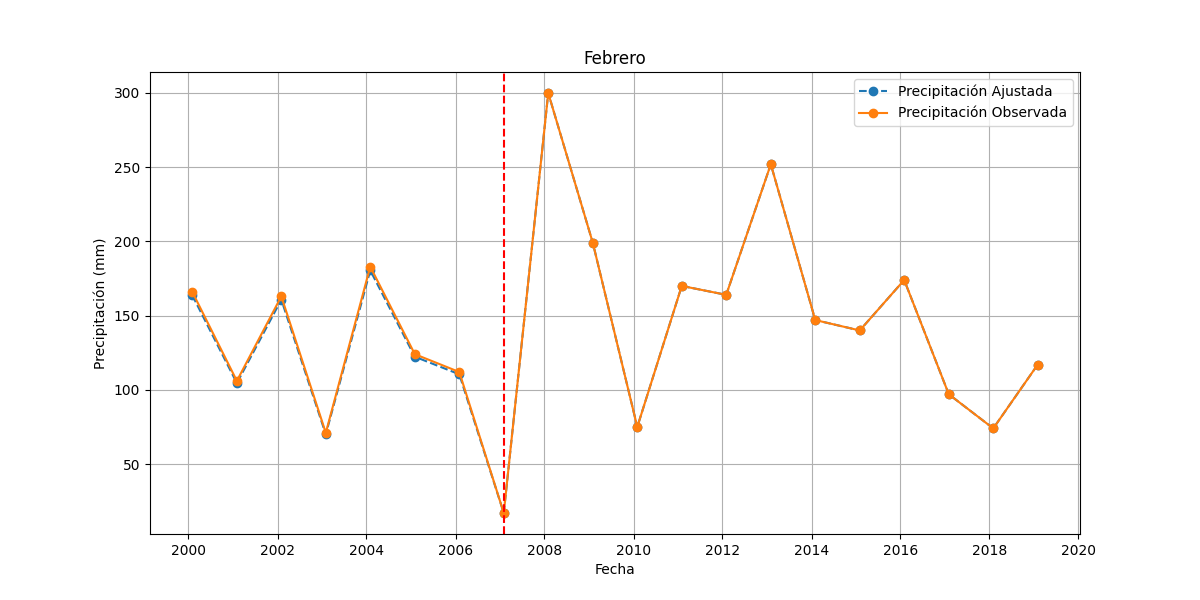 Febrero
Precipitación Ajustada
Precipitación Observada
Precipitación (mm)
300
250
200
150
100
50
2000 2002 2004 2006 2008 2010 2012 2014 2016 2018 2020
Fecha